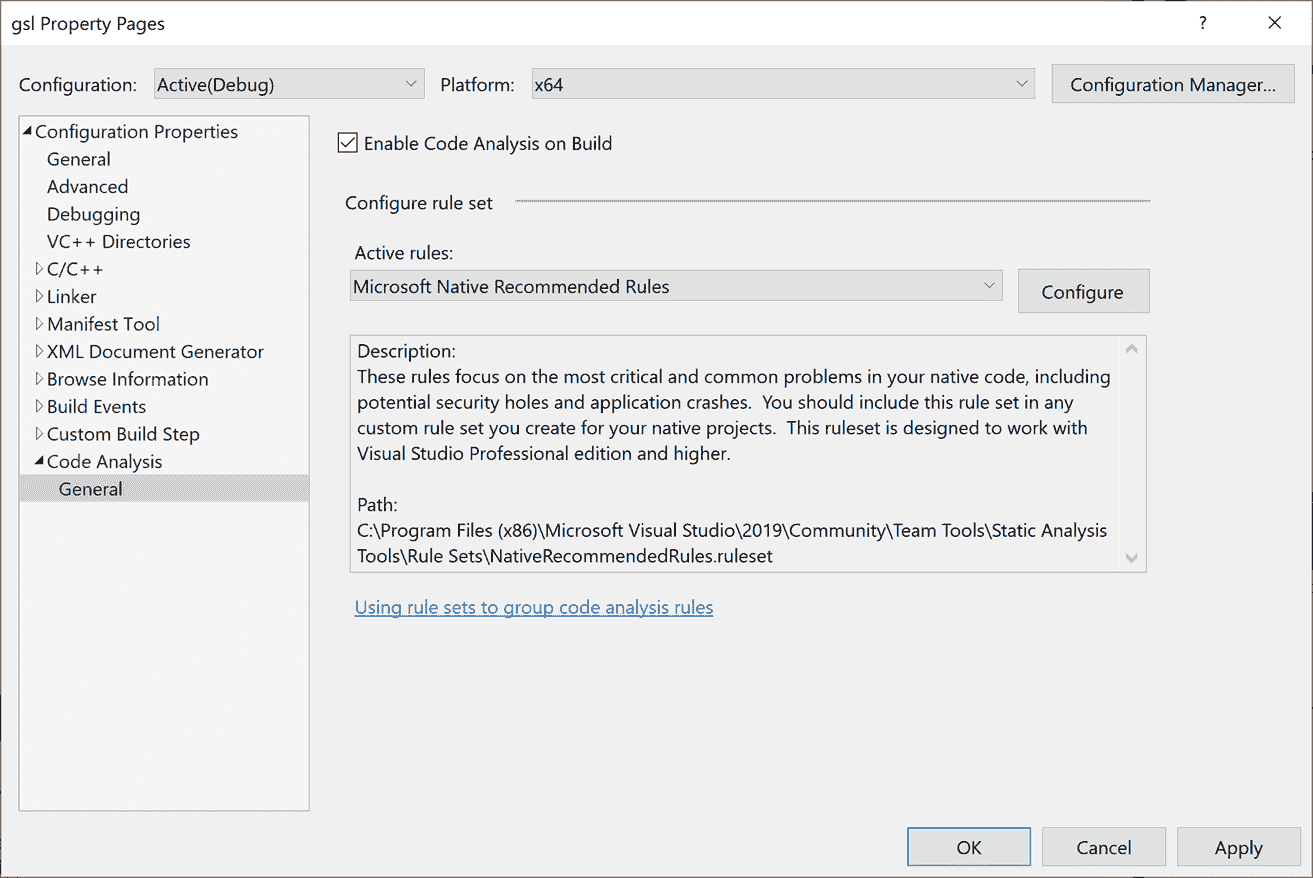 gsl Property Pages
?
Configuration:
Active(Debug)
Platform:
x64
Configuration Manager...
Configuration Properties
General
Advanced
Debugging
VC++ Directories
C/C++
Linker
Manifest Tool
XML Document Generator
Browse Information
Build Events
Custom Build Step
Code Analysis
General
Enable Code Analysis on Build
Configure rule set
Active rules:
Microsoft Native Recommended Rules
Configure
Description:
These rules focus on the most critical and common problems in your native code, including
potential security holes and application crashes.  You should include this rule set in any
custom rule set you create for your native projects.  This ruleset is designed to work with
Visual Studio Professional edition and higher.
Path:
C:\Program Files (x86)\Microsoft Visual Studio\2019\Community\Team Tools\Static Analysis
Tools\Rule Sets\NativeRecommendedRules.ruleset
Using rule sets to group code analysis rules
OK
Cancel
Apply